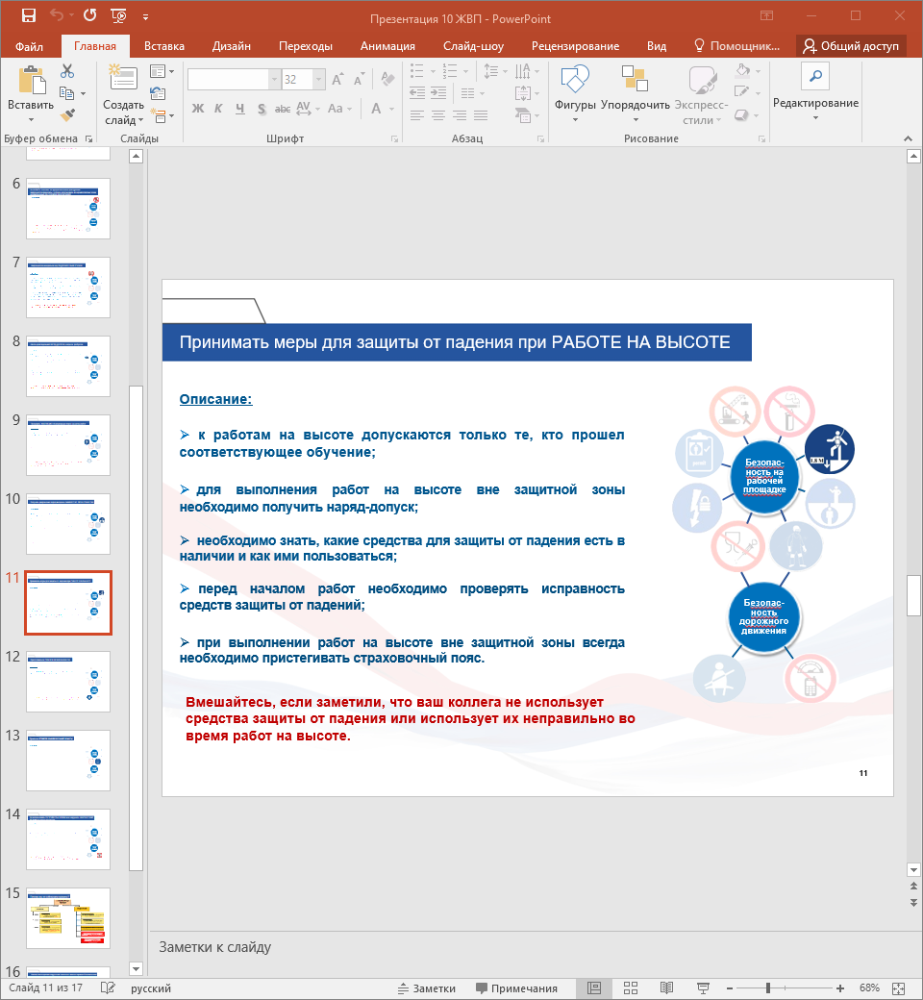 Презентация 10 ЖВП - PowerPoint
Файл
Главная
Вставка
Дизайн
Переходы
Анимация
Слайд-шоу
Рецензирование
Вид
Помощник...
Общий доступ
Вставить
Создать
слайд
32
Ж К Ч S abc AV Aa A
Фигуры
Упорядочить
Экспресс-
стили
Редактирование
Буфер обмена
Слайды
Шрифт
Абзац
Рисование
6
7
8
9
10
11
12
13
14
15
16
Принимать меры для защиты от падения при РАБОТЕ НА ВЫСОТЕ
Описание:
➢ к работам на высоте допускаются только те, кто прошел
соответствующее обучение;
➢ для выполнения работ на высоте вне защитной зоны
необходимо получить наряд-допуск;
➢ необходимо знать, какие средства для защиты от падения есть в
наличии и как ими пользоваться;
➢ перед началом работ необходимо проверять исправность
средств защиты от падений;
➢ при выполнении работ на высоте вне защитной зоны всегда
необходимо пристегивать страховочный пояс.
Вмешайтесь, если заметили, что ваш коллега не использует
средства защиты от падения или использует их неправильно во
время работ на высоте.
Безопас-
ность на
рабочей
площадке
1,8 М
Безопас-
ность
дорожного
движения
11
Заметки к слайду
Слайд 11 из 17
русский
Заметки
Примечания
68%